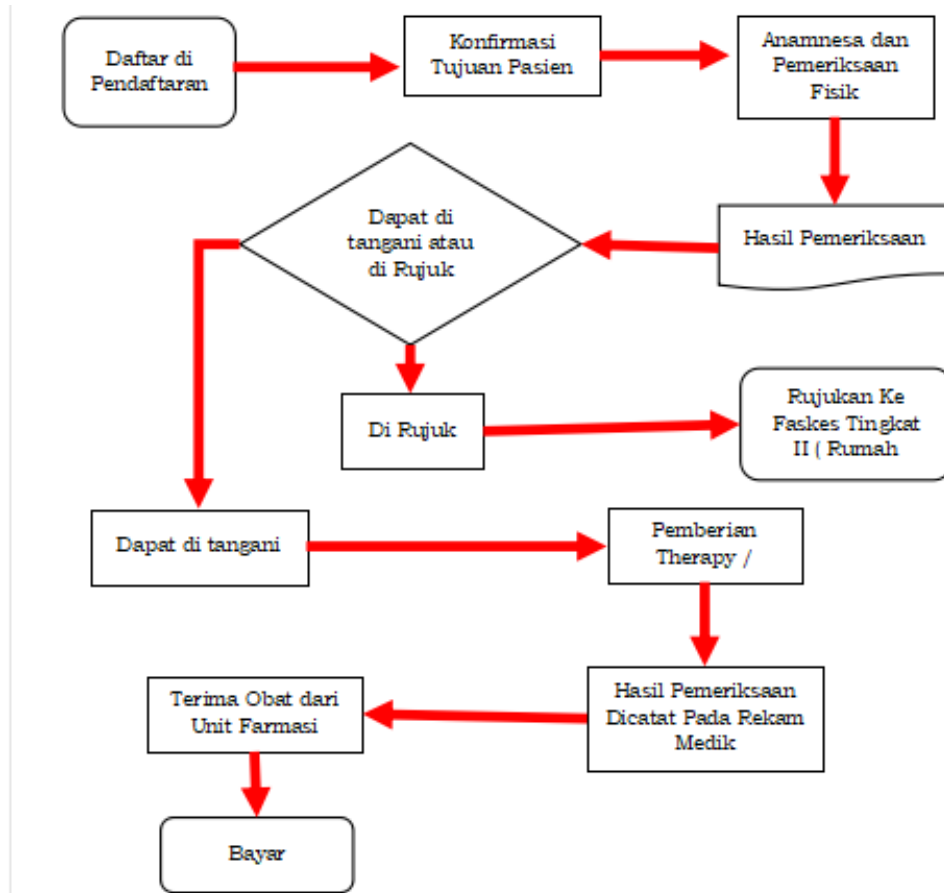 Daftar di
Pendaftaran
Konfirmasi
Tujuan Pasien
Anamnesa dan
Pemeriksaan
Fisik
Hasil Pemeriksaan
Dapat di
tangani atau
di Rujuk
Di Rujuk
Rujukan Ke
Faskes Tingkat
II ( Rumah
Dapat di tangani
Pemberian
Therapy /
Hasil Pemeriksaan
Dicatat Pada Rekam
Medik
Terima Obat dari
Unit Farmasi
Bayar